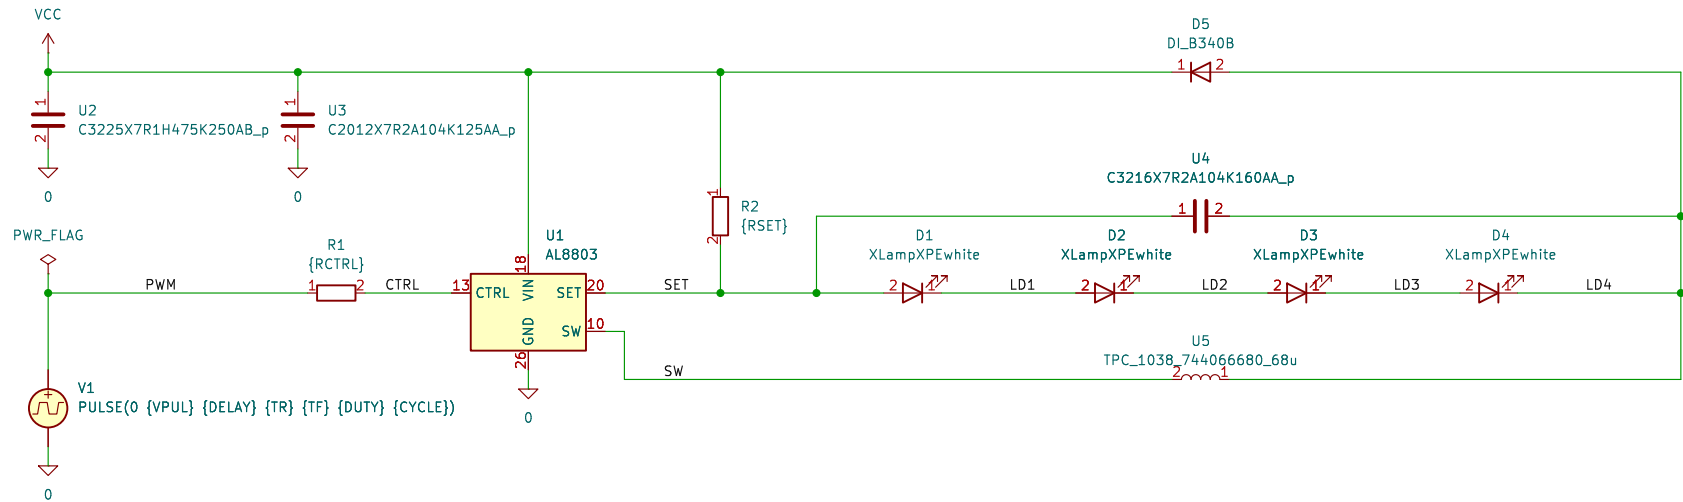 VCC
D5
DI_B340B
1 2
1
U2
C3225X7R1H475K250AB_p
2
0
1
U3
C2012X7R2A104K125AA_p
2
0
U4
C3216X7R2A104K160AA_p
1 2
1
R2
{RSET}
2
PWR_FLAG
R1
{RCTRL}
1 2
PWM
CTRL
U1
AL8803
18
13
CTRL
VIN
SET
20
SW
10
GND
26
0
SET
D1
XLampXPEwhite
2 1
LD1
D2
XLampXPEwhite
2 1
LD2
D3
XLampXPEwhite
2 1
LD3
D4
XLampXPEwhite
2 1
LD4
U5
TPC_1038_744066680_68u
2 1
SW
V1
PULSE(0 {VPUL} {DELAY} {TR} {TF} {DUTY} {CYCLE})
0